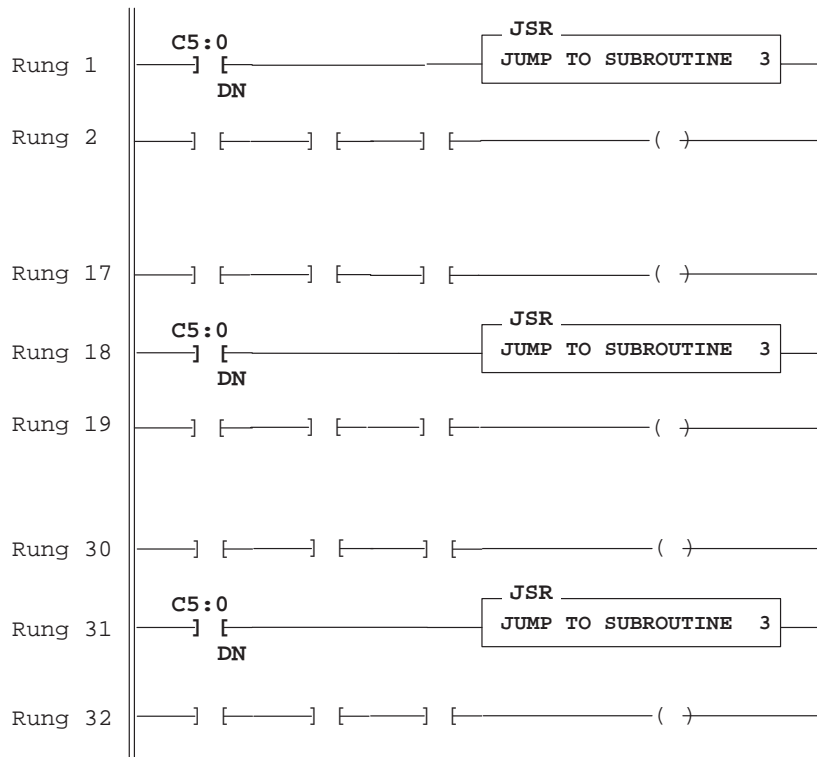 JSR
C5:0
Rung 1 ] [ JUMP TO SUBROUTINE 3
DN
Rung 2 ] [ ] [ ] [ ( )
Rung 17 ] [ ] [ ] [ ( )
JSR
C5:0
Rung 18 ] [ JUMP TO SUBROUTINE 3
DN
Rung 19 ] [ ] [ ] [ ( )
Rung 30 ] [ ] [ ] [ ( )
JSR
C5:0
Rung 31 ] [ JUMP TO SUBROUTINE 3
DN
Rung 32 ] [ ] [ ] [ ( )